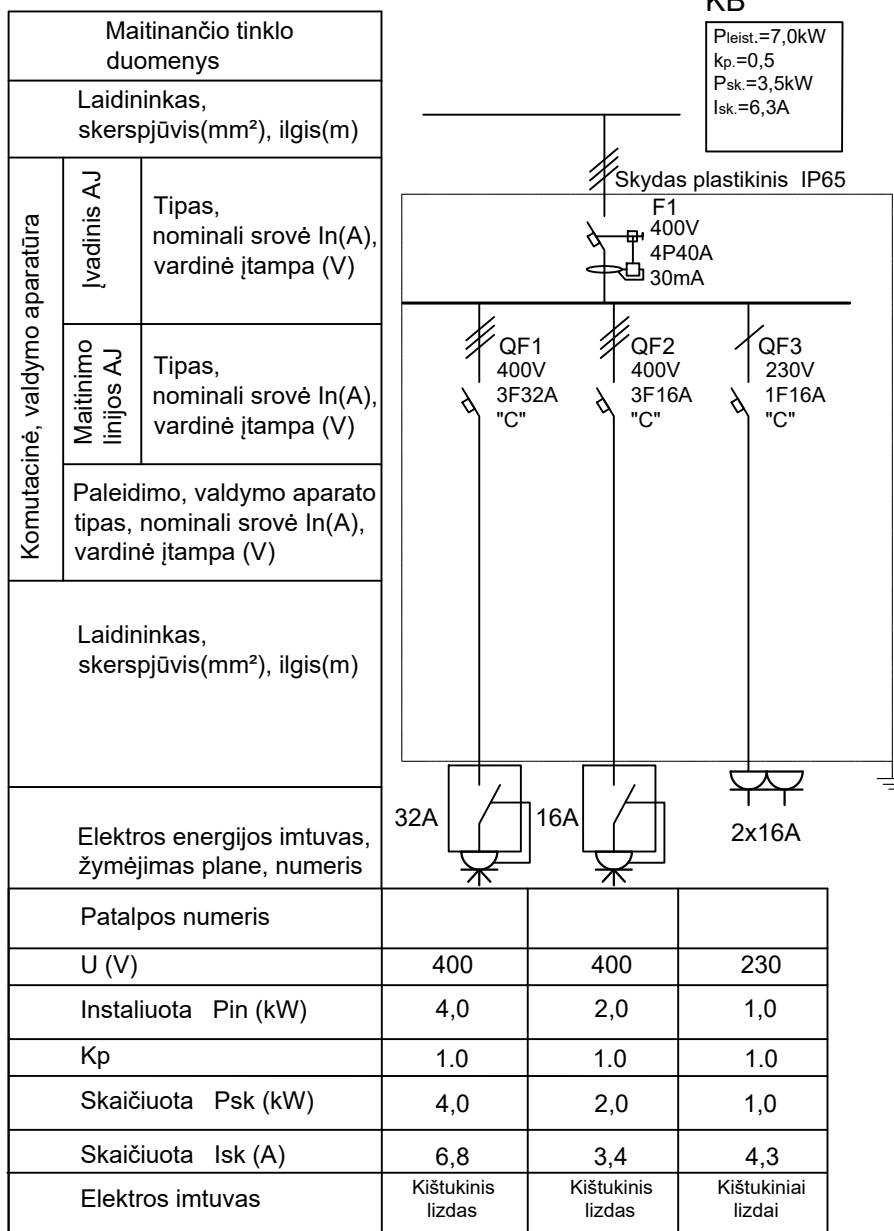 KB
Pleist.=7,0kW
kp.=0,5
Psk.=3,5kW
Isk.=6,3A
Maitinančio tinklo
duomenys
Laidininkas,
skerspjūvis(mm²), ilgis(m)
Komutacinė, valdymo aparatūra
Įvadinis AJ
Tipas,
nominali srovė In(A),
vardinė įtampa (V)
Maitinimo
linijos AJ
Tipas,
nominali srovė In(A),
vardinė įtampa (V)
Paleidimo, valdymo aparato
tipas, nominali srovė In(A),
vardinė įtampa (V)
Laidininkas,
skerspjūvis(mm²), ilgis(m)
Elektros energijos imtuvas,
žymėjimas plane, numeris
Skydas plastikinis IP65
F1
400V
4P40A
30mA
QF1
400V
3F32A
"C"
QF2
400V
3F16A
"C"
QF3
230V
1F16A
"C"
32A
16A
2x16A
Patalpos numeris
U (V) 400 400 230
Instaliuota Pin (kW) 4,0 2,0 1,0
Kp 1.0 1.0 1.0
Skaičiuota Psk (kW) 4,0 2,0 1,0
Skaičiuota Isk (A) 6,8 3,4 4,3
Elektros imtuvas
Kištukinis
lizdas
Kištukinis
lizdas
Kištukiniai
lizdai